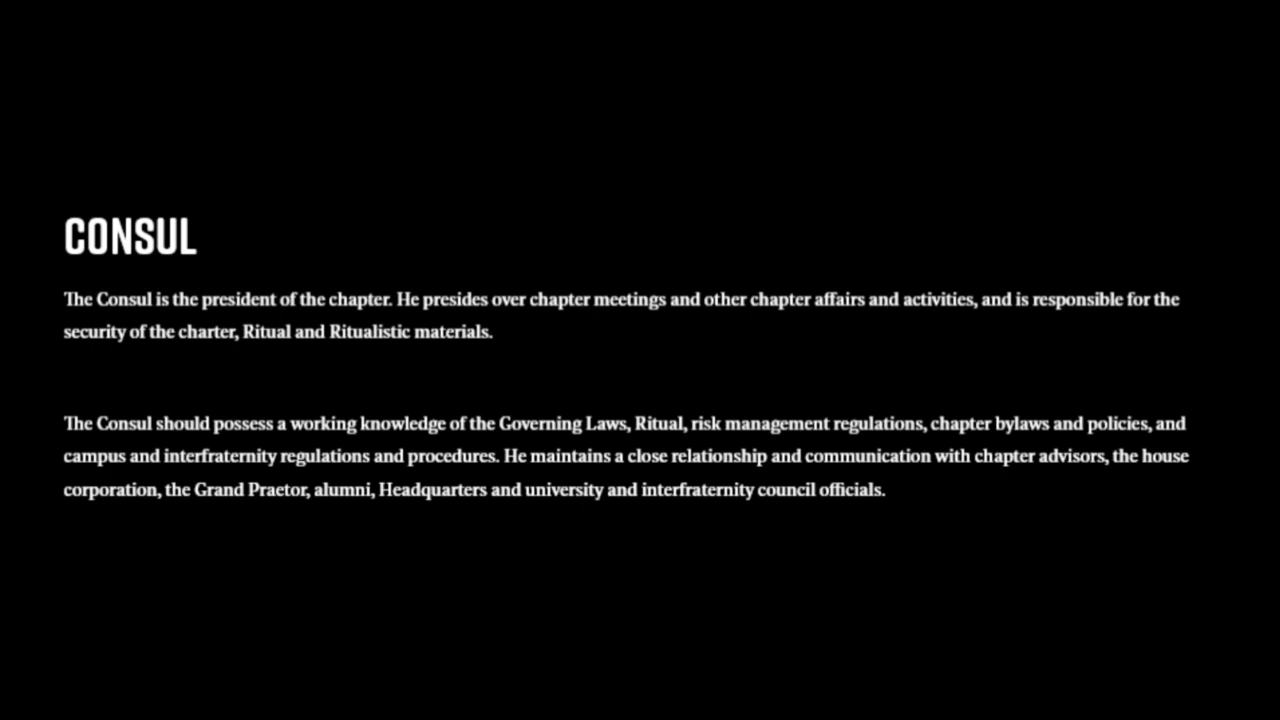 CONSUL
The Consul is the president of the chapter. He presides over chapter meetings and other chapter affairs and activities, and is responsible for the
security of the charter, Ritual and Ritualistic materials.
The Consul should possess a working knowledge of the Governing Laws, Ritual, risk management regulations, chapter bylaws and policies, and
campus and interfraternity regulations and procedures. He maintains a close relationship and communication with chapter advisors, the house
corporation, the Grand Praetor, alumni, Headquarters and university and interfraternity council officials.